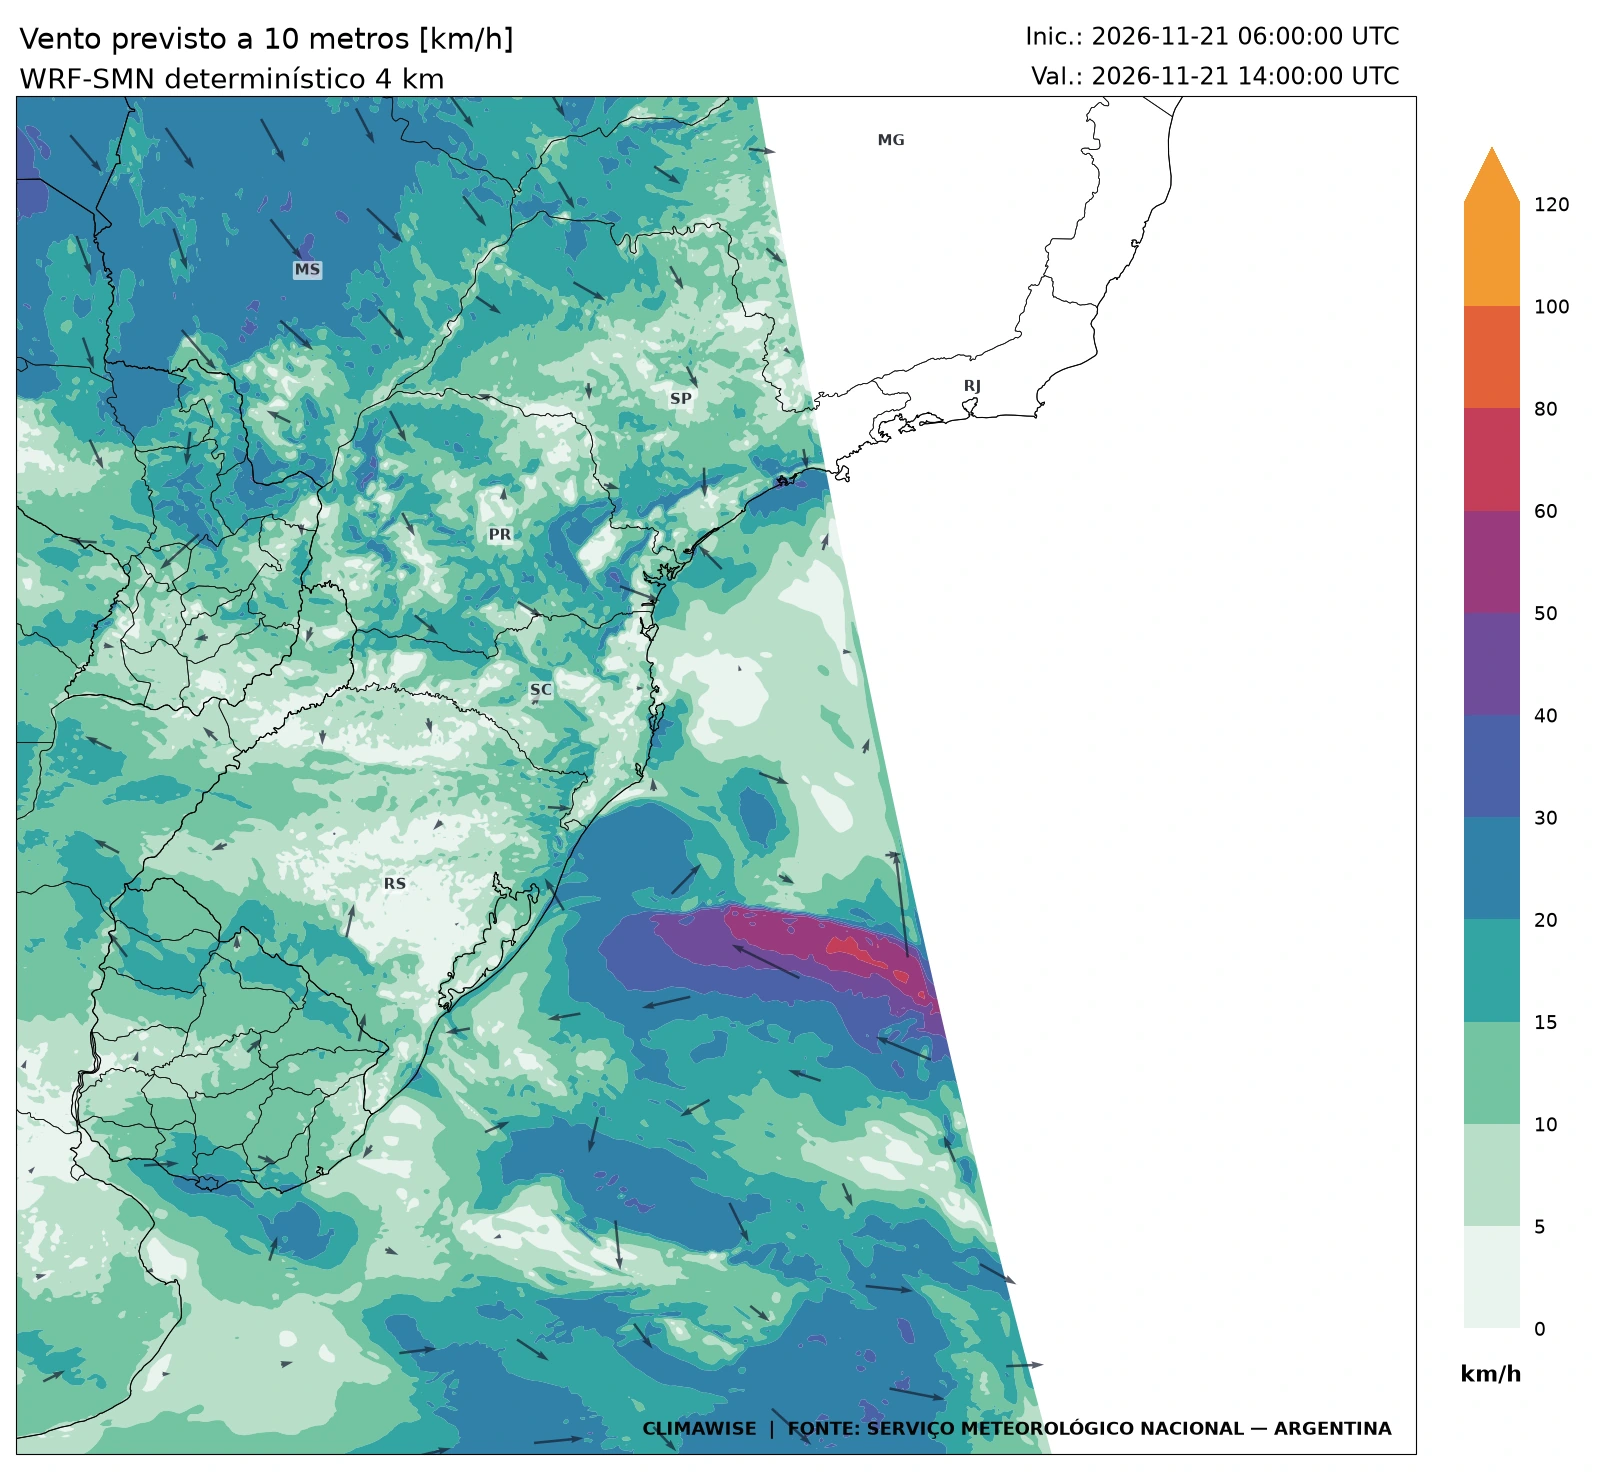 Vento previsto a 10 metros [km/h]
WRF-SMN determinístico 4 km
Inic.: 2026-11-21 06:00:00 UTC
Val.: 2026-11-21 14:00:00 UTC
MG
MS
RJ
SP
PR
SC
RS
120
100
80
60
50
40
30
20
15
10
5
0
km/h
CLIMAWISE | FONTE: SERVIÇO METEOROLÓGICO NACIONAL — ARGENTINA